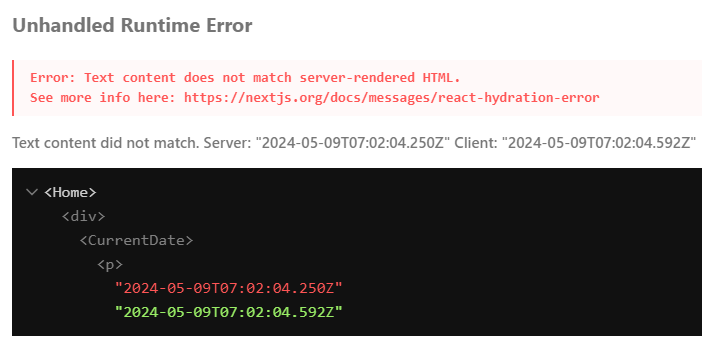 Unhandled Runtime Error
Error: Text content does not match server-rendered HTML.
See more info here: https://nextjs.org/docs/messages/react-hydration-error
Text content did not match. Server: "2024-05-09T07:02:04.250Z" Client: "2024-05-09T07:02:04.592Z"
<Home>
<div>
<CurrentDate>
<p>
"2024-05-09T07:02:04.250Z"
"2024-05-09T07:02:04.592Z"